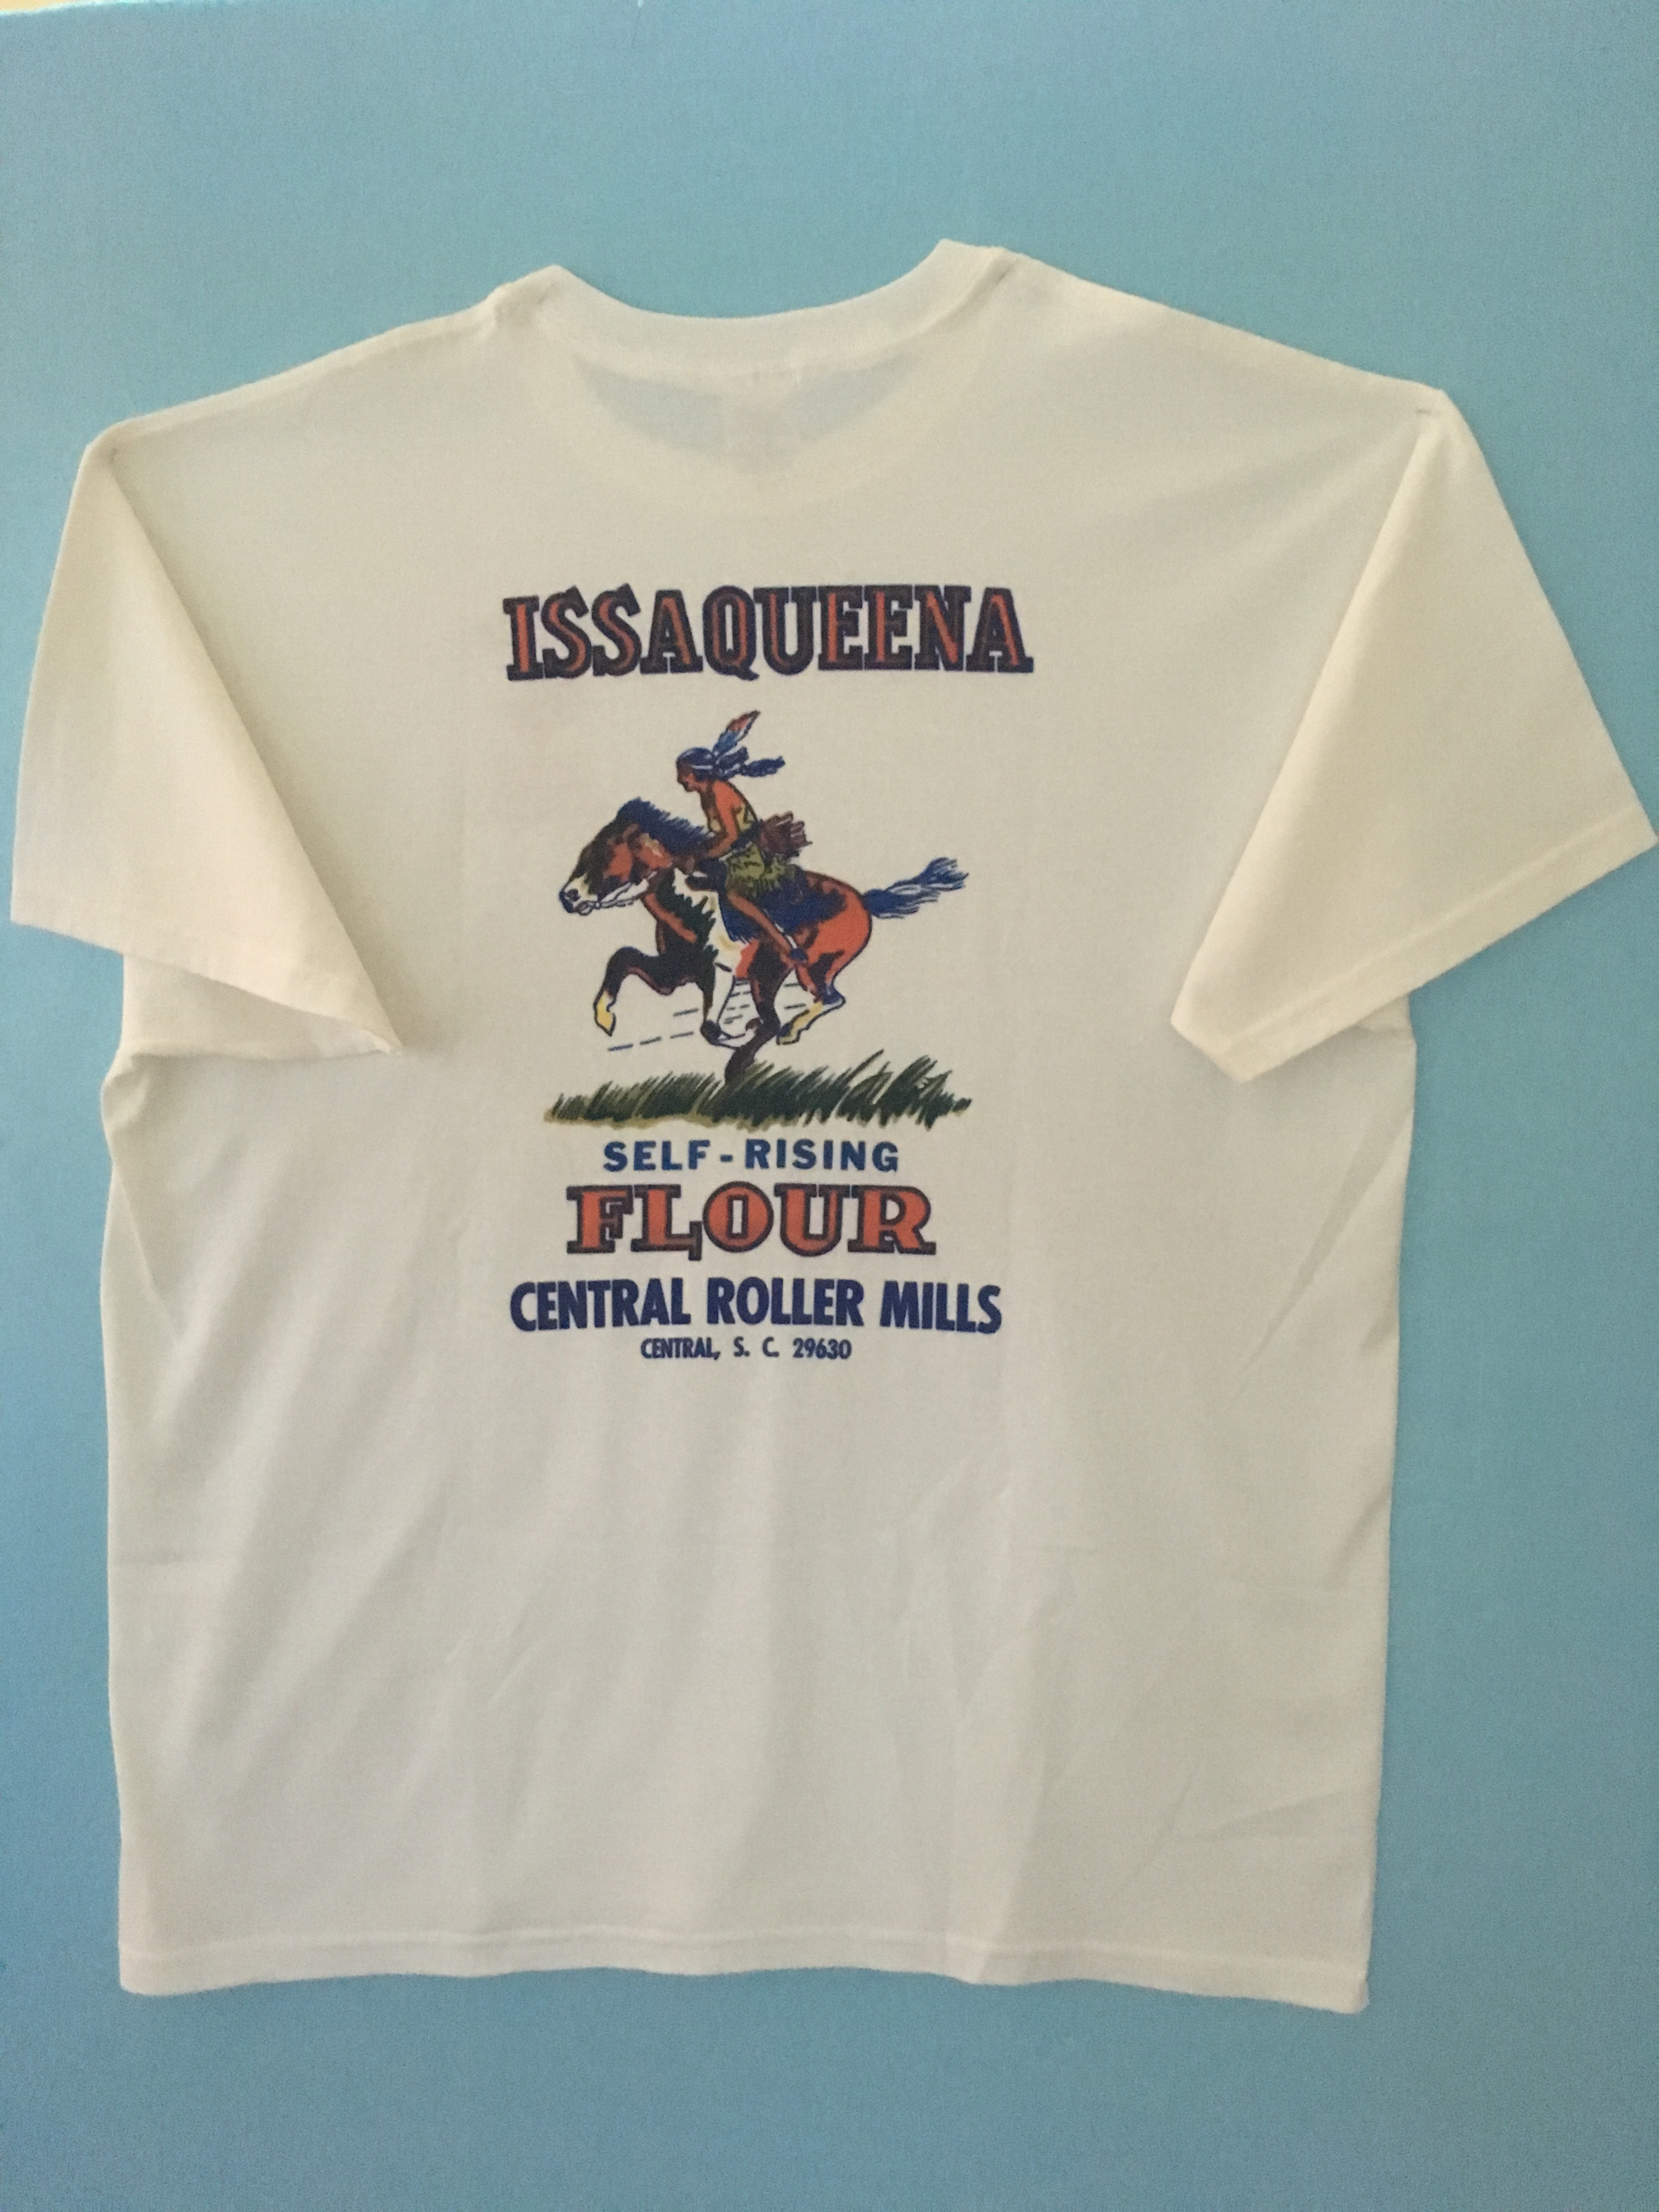 ISSAQUEENA
SELF-RISING
FLOUR
CENTRAL ROLLER MILLS
CENTRAL, S. C. 29630